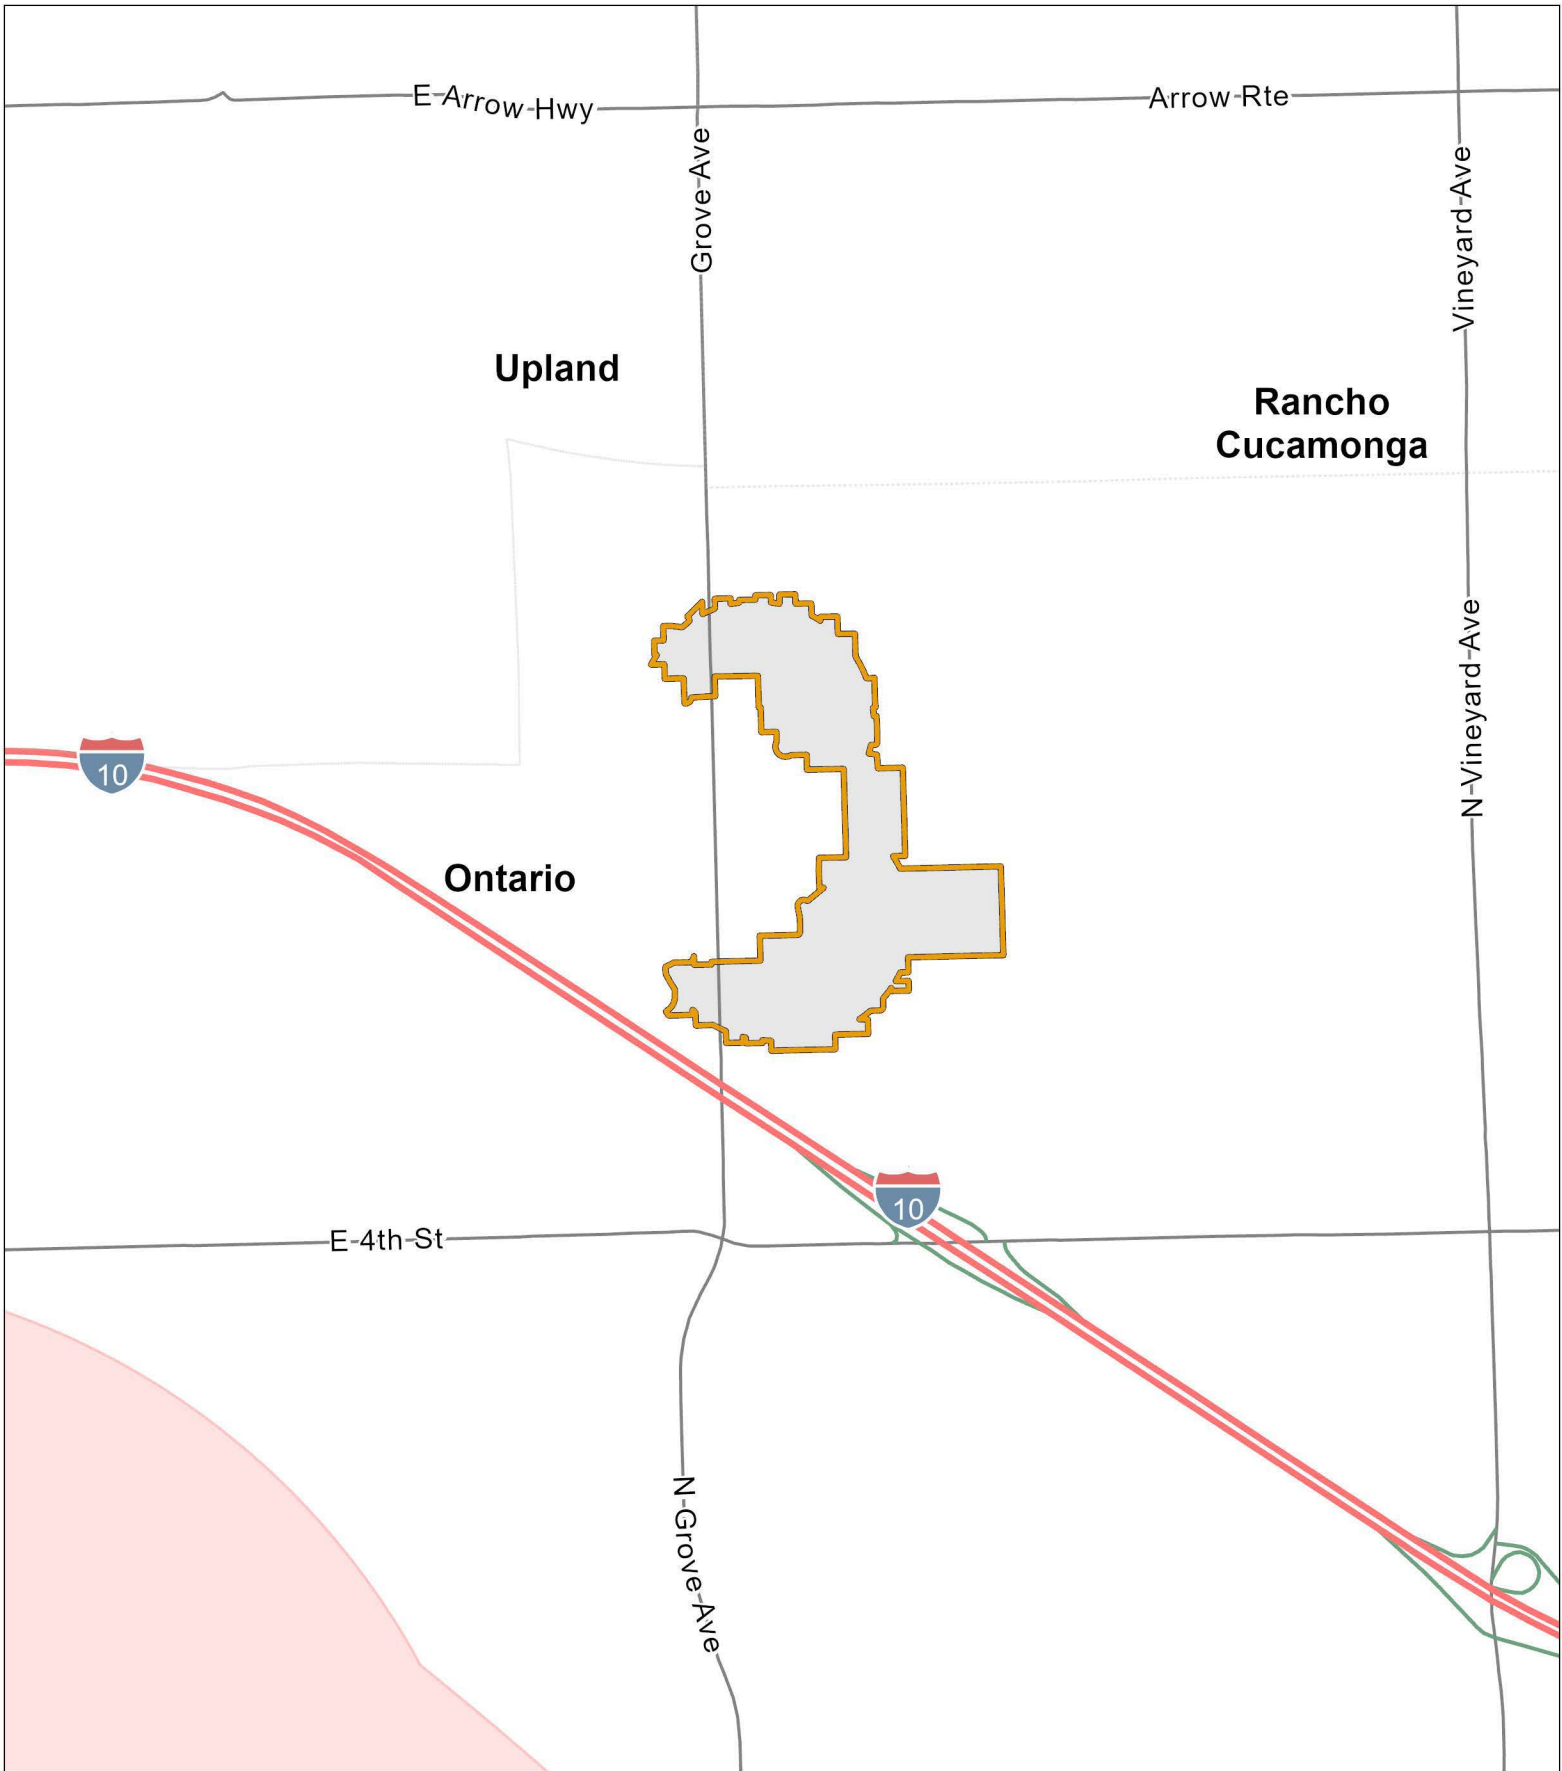 E Arrow Hwy
Arrow Rte
Grove Ave
Vineyard Ave
Upland
Rancho
Cucamonga
N Vineyard Ave
10
Ontario
10
E 4th St
N Grove Ave